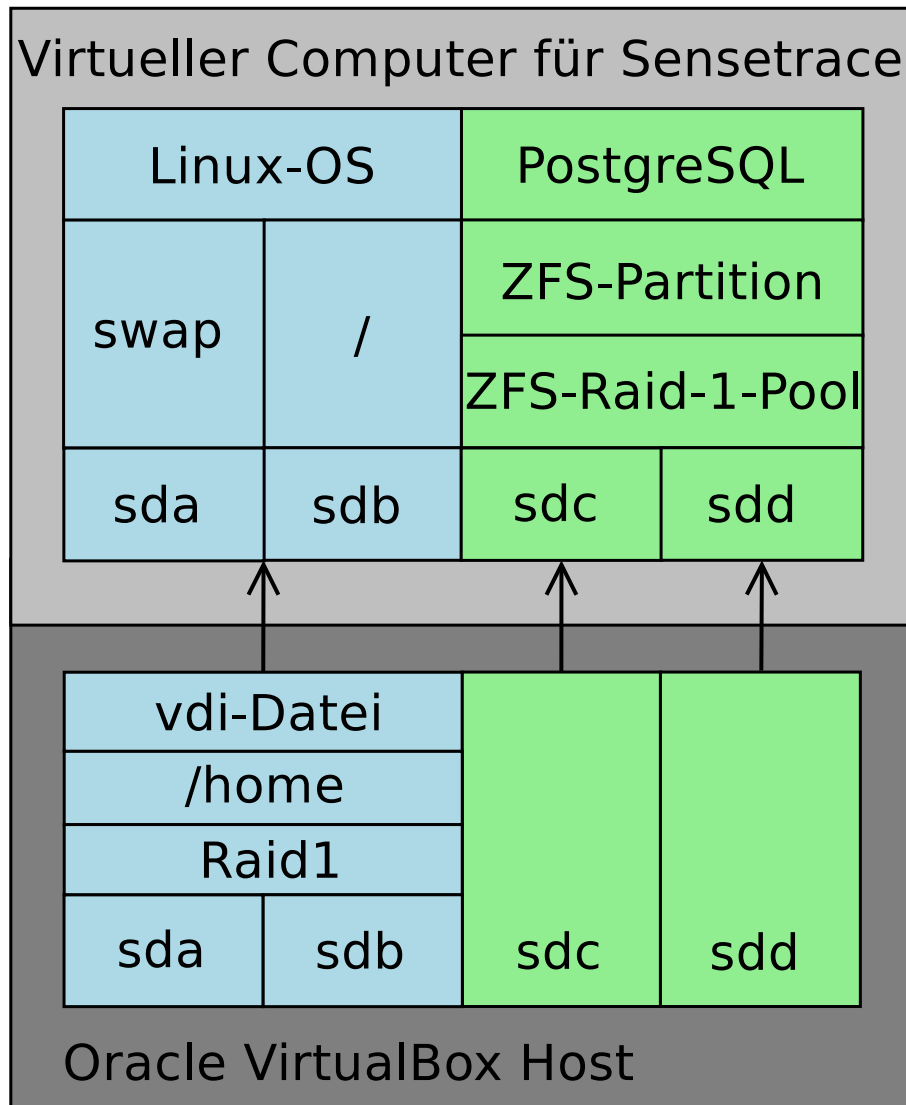 Virtueller Computer für Sensetrace
Linux-OS
PostgreSQL
swap
/
ZFS-Partition
ZFS-Raid-1-Pool
sda
sdb
sdc
sdd
vdi-Datei
/home
Raid1
sda
sdb
sdc
sdd
Oracle VirtualBox Host